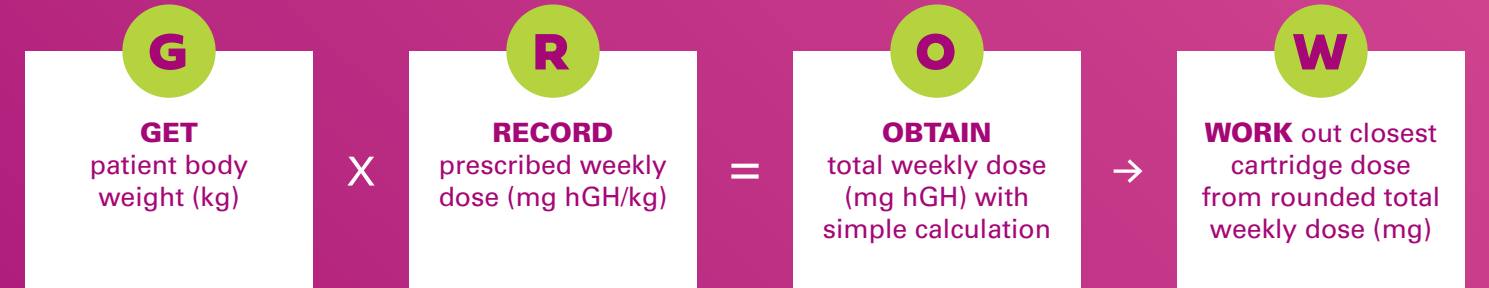 G
GET
patient body
weight (kg)
X
R
RECORD
prescribed weekly
dose (mg hGH/kg)
=
O
OBTAIN
total weekly dose
(mg hGH) with
simple calculation
→
W
WORK out closest
cartridge dose
from rounded total
weekly dose (mg)